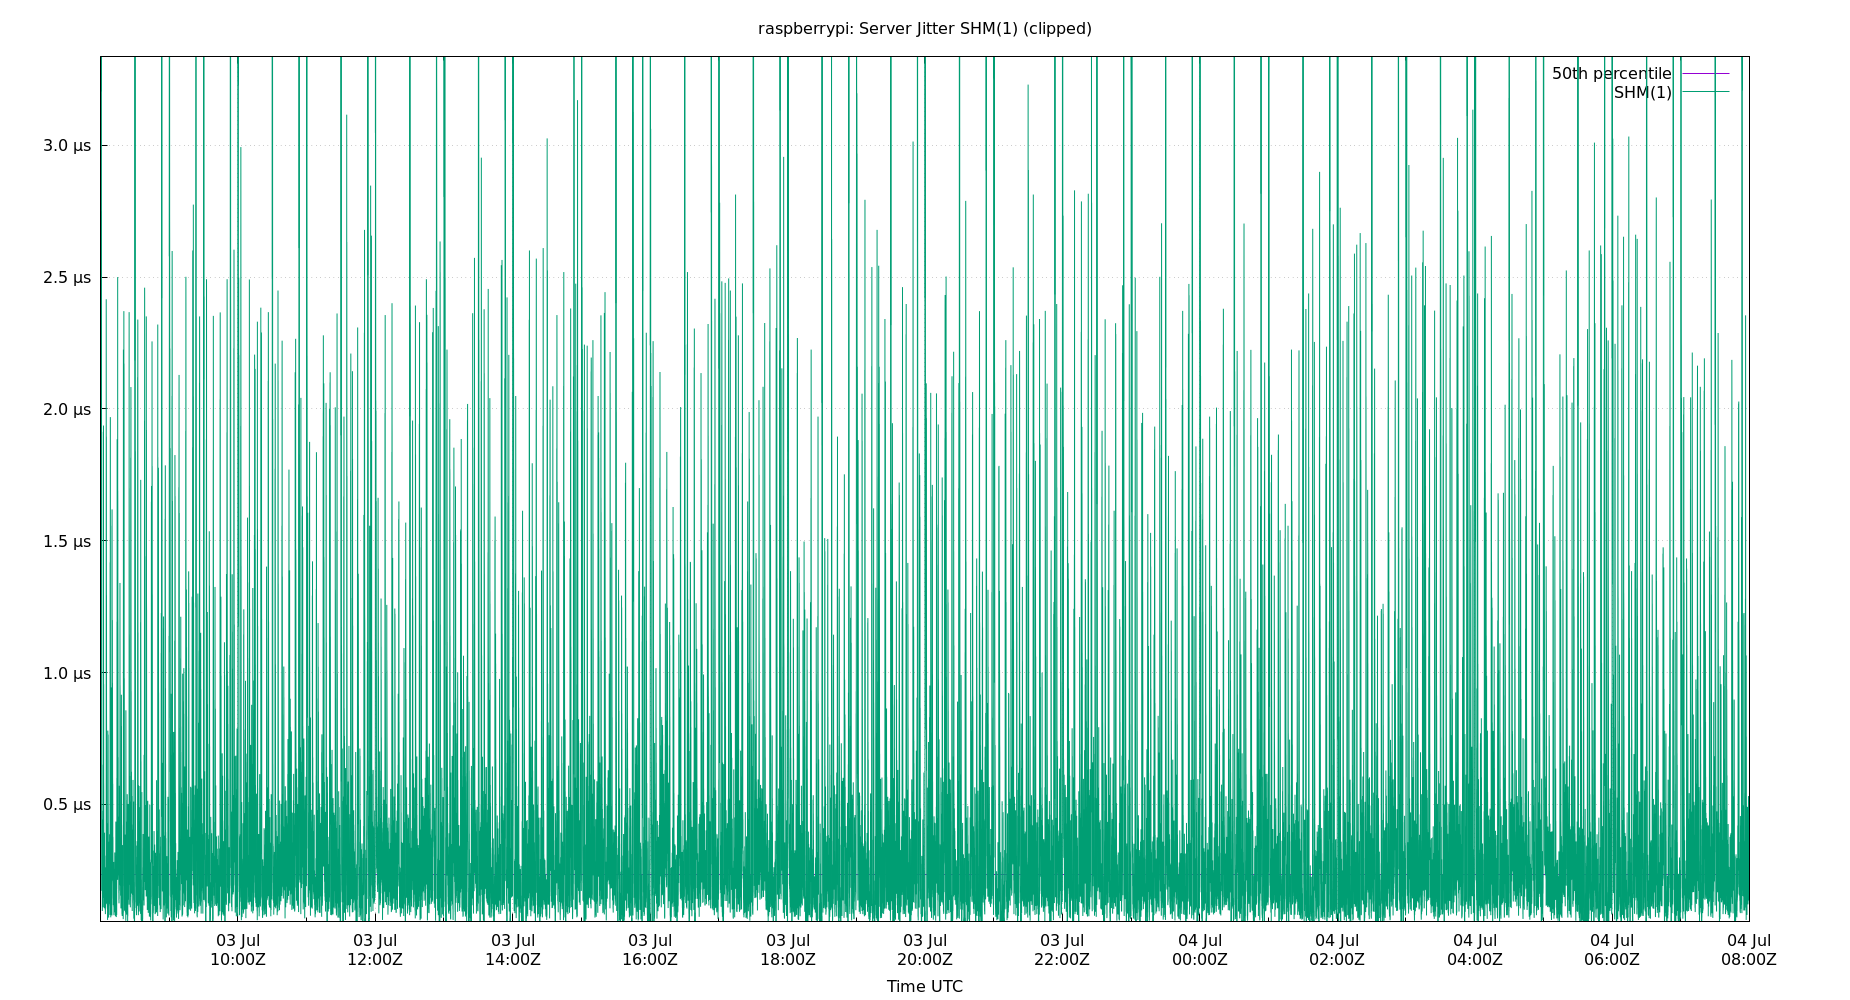 raspberrypi: Server Jitter SHM(1) (clipped)
50th percentile
SHM(1)
3.0 µs
2.5 µs
2.0 µs
1.5 µs
1.0 µs
0.5 µs
03 Jul 03 Jul 03 Jul 03 Jul 03 Jul 03 Jul 03 Jul 04 Jul 04 Jul 04 Jul 04 Jul 04 Jul
10:00Z 12:00Z 14:00Z 16:00Z 18:00Z 20:00Z 22:00Z 00:00Z 02:00Z 04:00Z 06:00Z 08:00Z
Time UTC